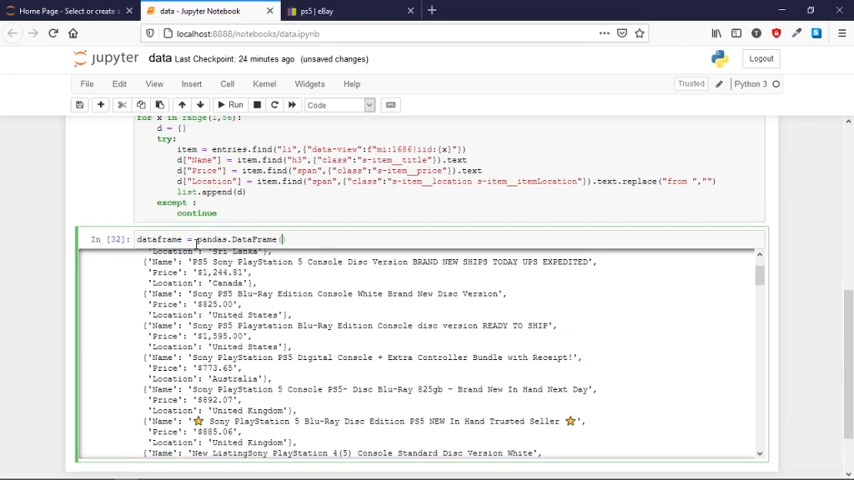 Home Page - Select or create a
data - Jupyter Notebook
ps5 | eBay
localhost:8888/notebooks/data.ipynb
jupyter data Last Checkpoint: 24 minutes ago (unsaved changes)
Logout
File Edit View Insert Cell Kernel Widgets Help
Trusted
Python 3
Run
Code
for x in range(1,56):
d = {}
try:
item = entries.find("li",{"data-view":f"mi:1686|iid:{x}"})
d["Name"] = item.find("h3",{"class":"s-item__title"}).text
d["Price"] = item.find("span",{"class":"s-item__price"}).text
d["Location"] = item.find("span",{"class":"s-item__location s-item__itemLocation"}).text.replace("from ","")
list.append(d)
except :
continue
In [32]: dataframe = pandas.DataFrame()
'Location': 'Sri Lanka'},
{'Name': 'PS5 Sony PlayStation 5 Console Disc Version BRAND NEW SHIPS TODAY UPS EXPEDITED',
'Price': '$1,244.81',
'Location': 'Canada'},
{'Name': 'Sony PS5 Blu-Ray Edition Console White Brand New Disc Version',
'Price': '$825.00',
'Location': 'United States'},
{'Name': 'Sony PS5 Playstation Blu-Ray Edition Console disc version READY TO SHIP',
'Price': '$1,595.00',
'Location': 'United States'},
{'Name': 'Sony PlayStation PS5 Digital Console + Extra Controller Bundle with Receipt!',
'Price': '$773.65',
'Location': 'Australia'},
{'Name': 'Sony PlayStation 5 Console PS5- Disc Blu-Ray 825gb - Brand New In Hand Next Day',
'Price': '$892.07',
'Location': 'United Kingdom'},
{'Name': '⭐ Sony PlayStation 5 Blu-Ray Disc Edition PS5 NEW In Hand Trusted Seller ⭐',
'Price': '$885.06',
'Location': 'United Kingdom'},
{'Name': 'New ListingSony PlayStation 4(5) Console Standard Disc Version White',